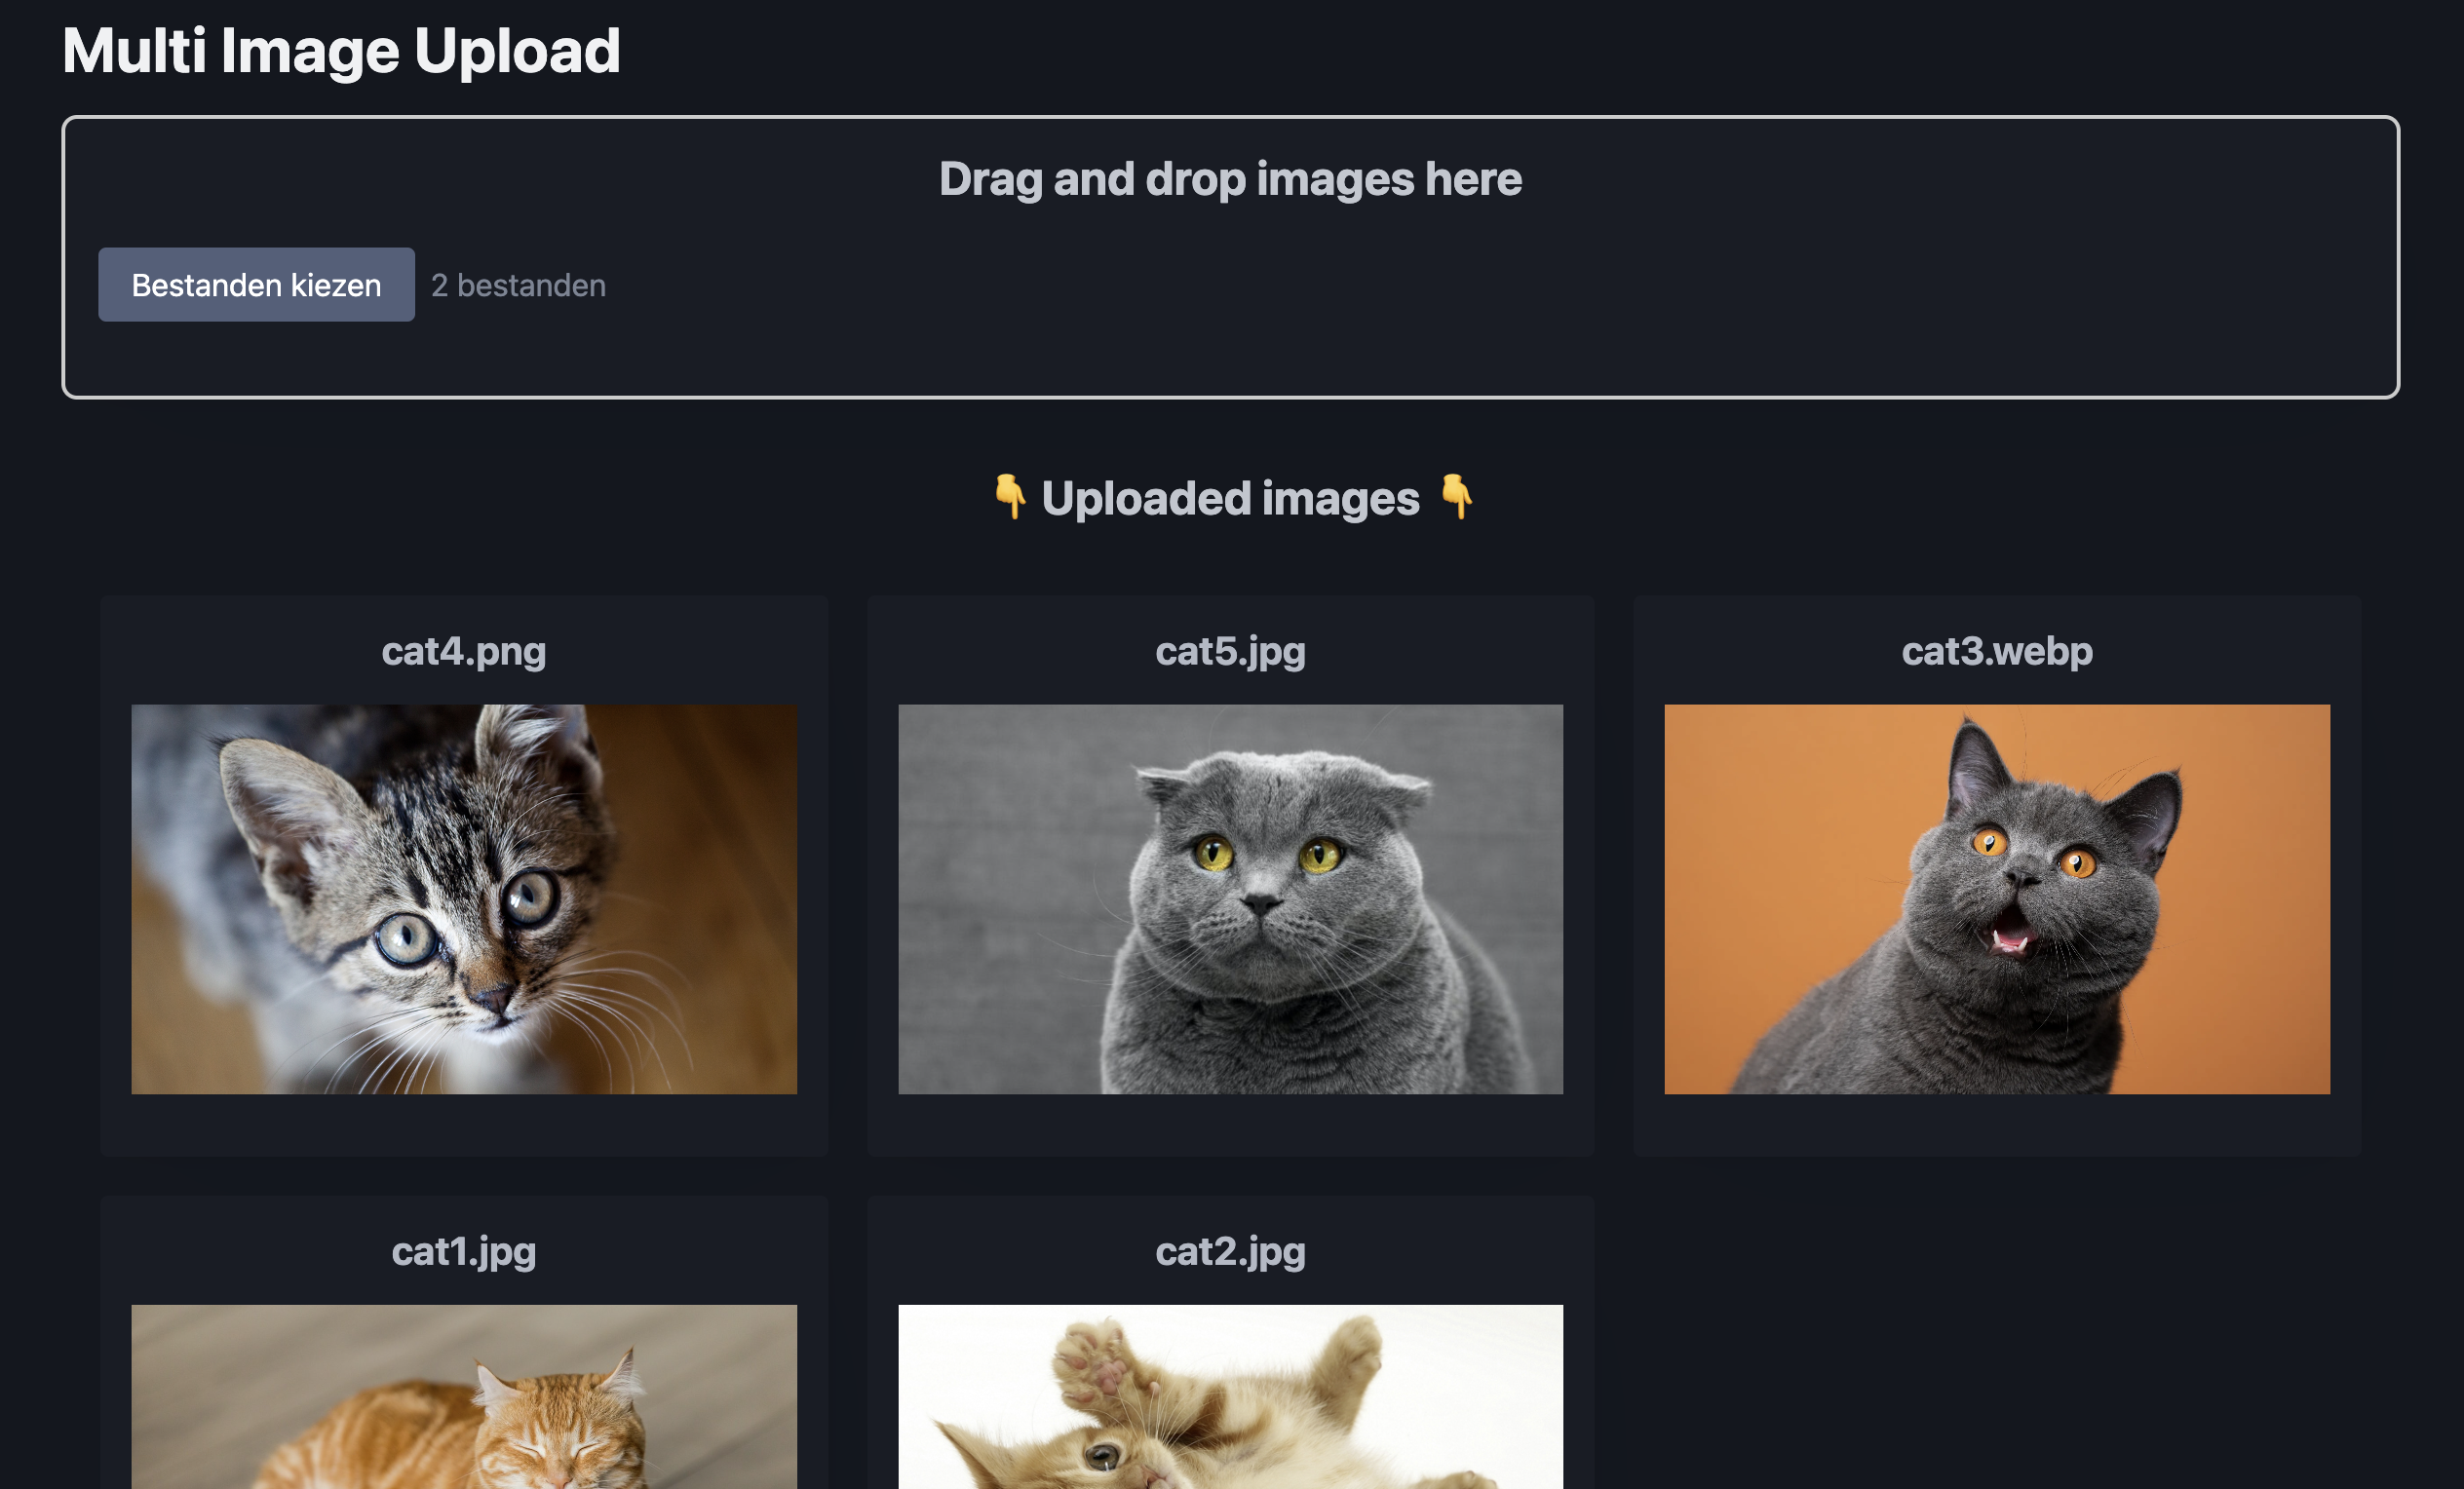 Multi Image Upload
Drag and drop images here
Bestanden kiezen 2 bestanden
👇 Uploaded images 👇
cat4.png
cat5.jpg
cat3.webp
cat1.jpg
cat2.jpg